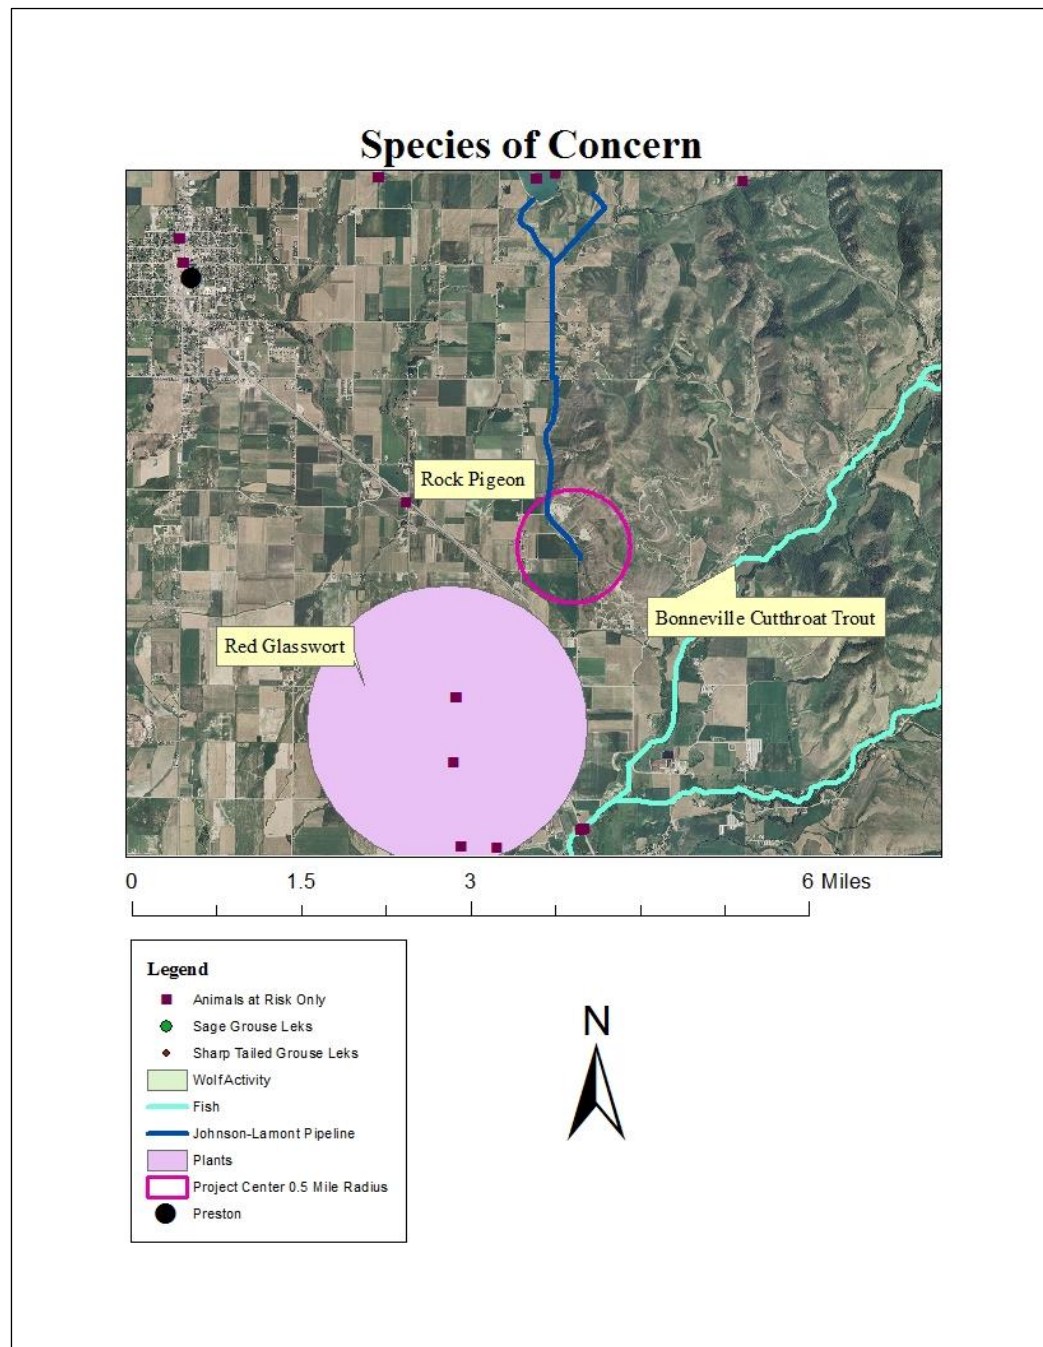 Species of Concern
Rock Pigeon
Bonneville Cutthroat Trout
Red Glasswort
0 1.5 3 6 Miles
Legend
Animals at Risk Only
Sage Grouse Leks
Sharp Tailed Grouse Leks
Wolf Activity
Fish
Johnson-Lamont Pipeline
Plants
Project Center 0.5 Mile Radius
Preston
N